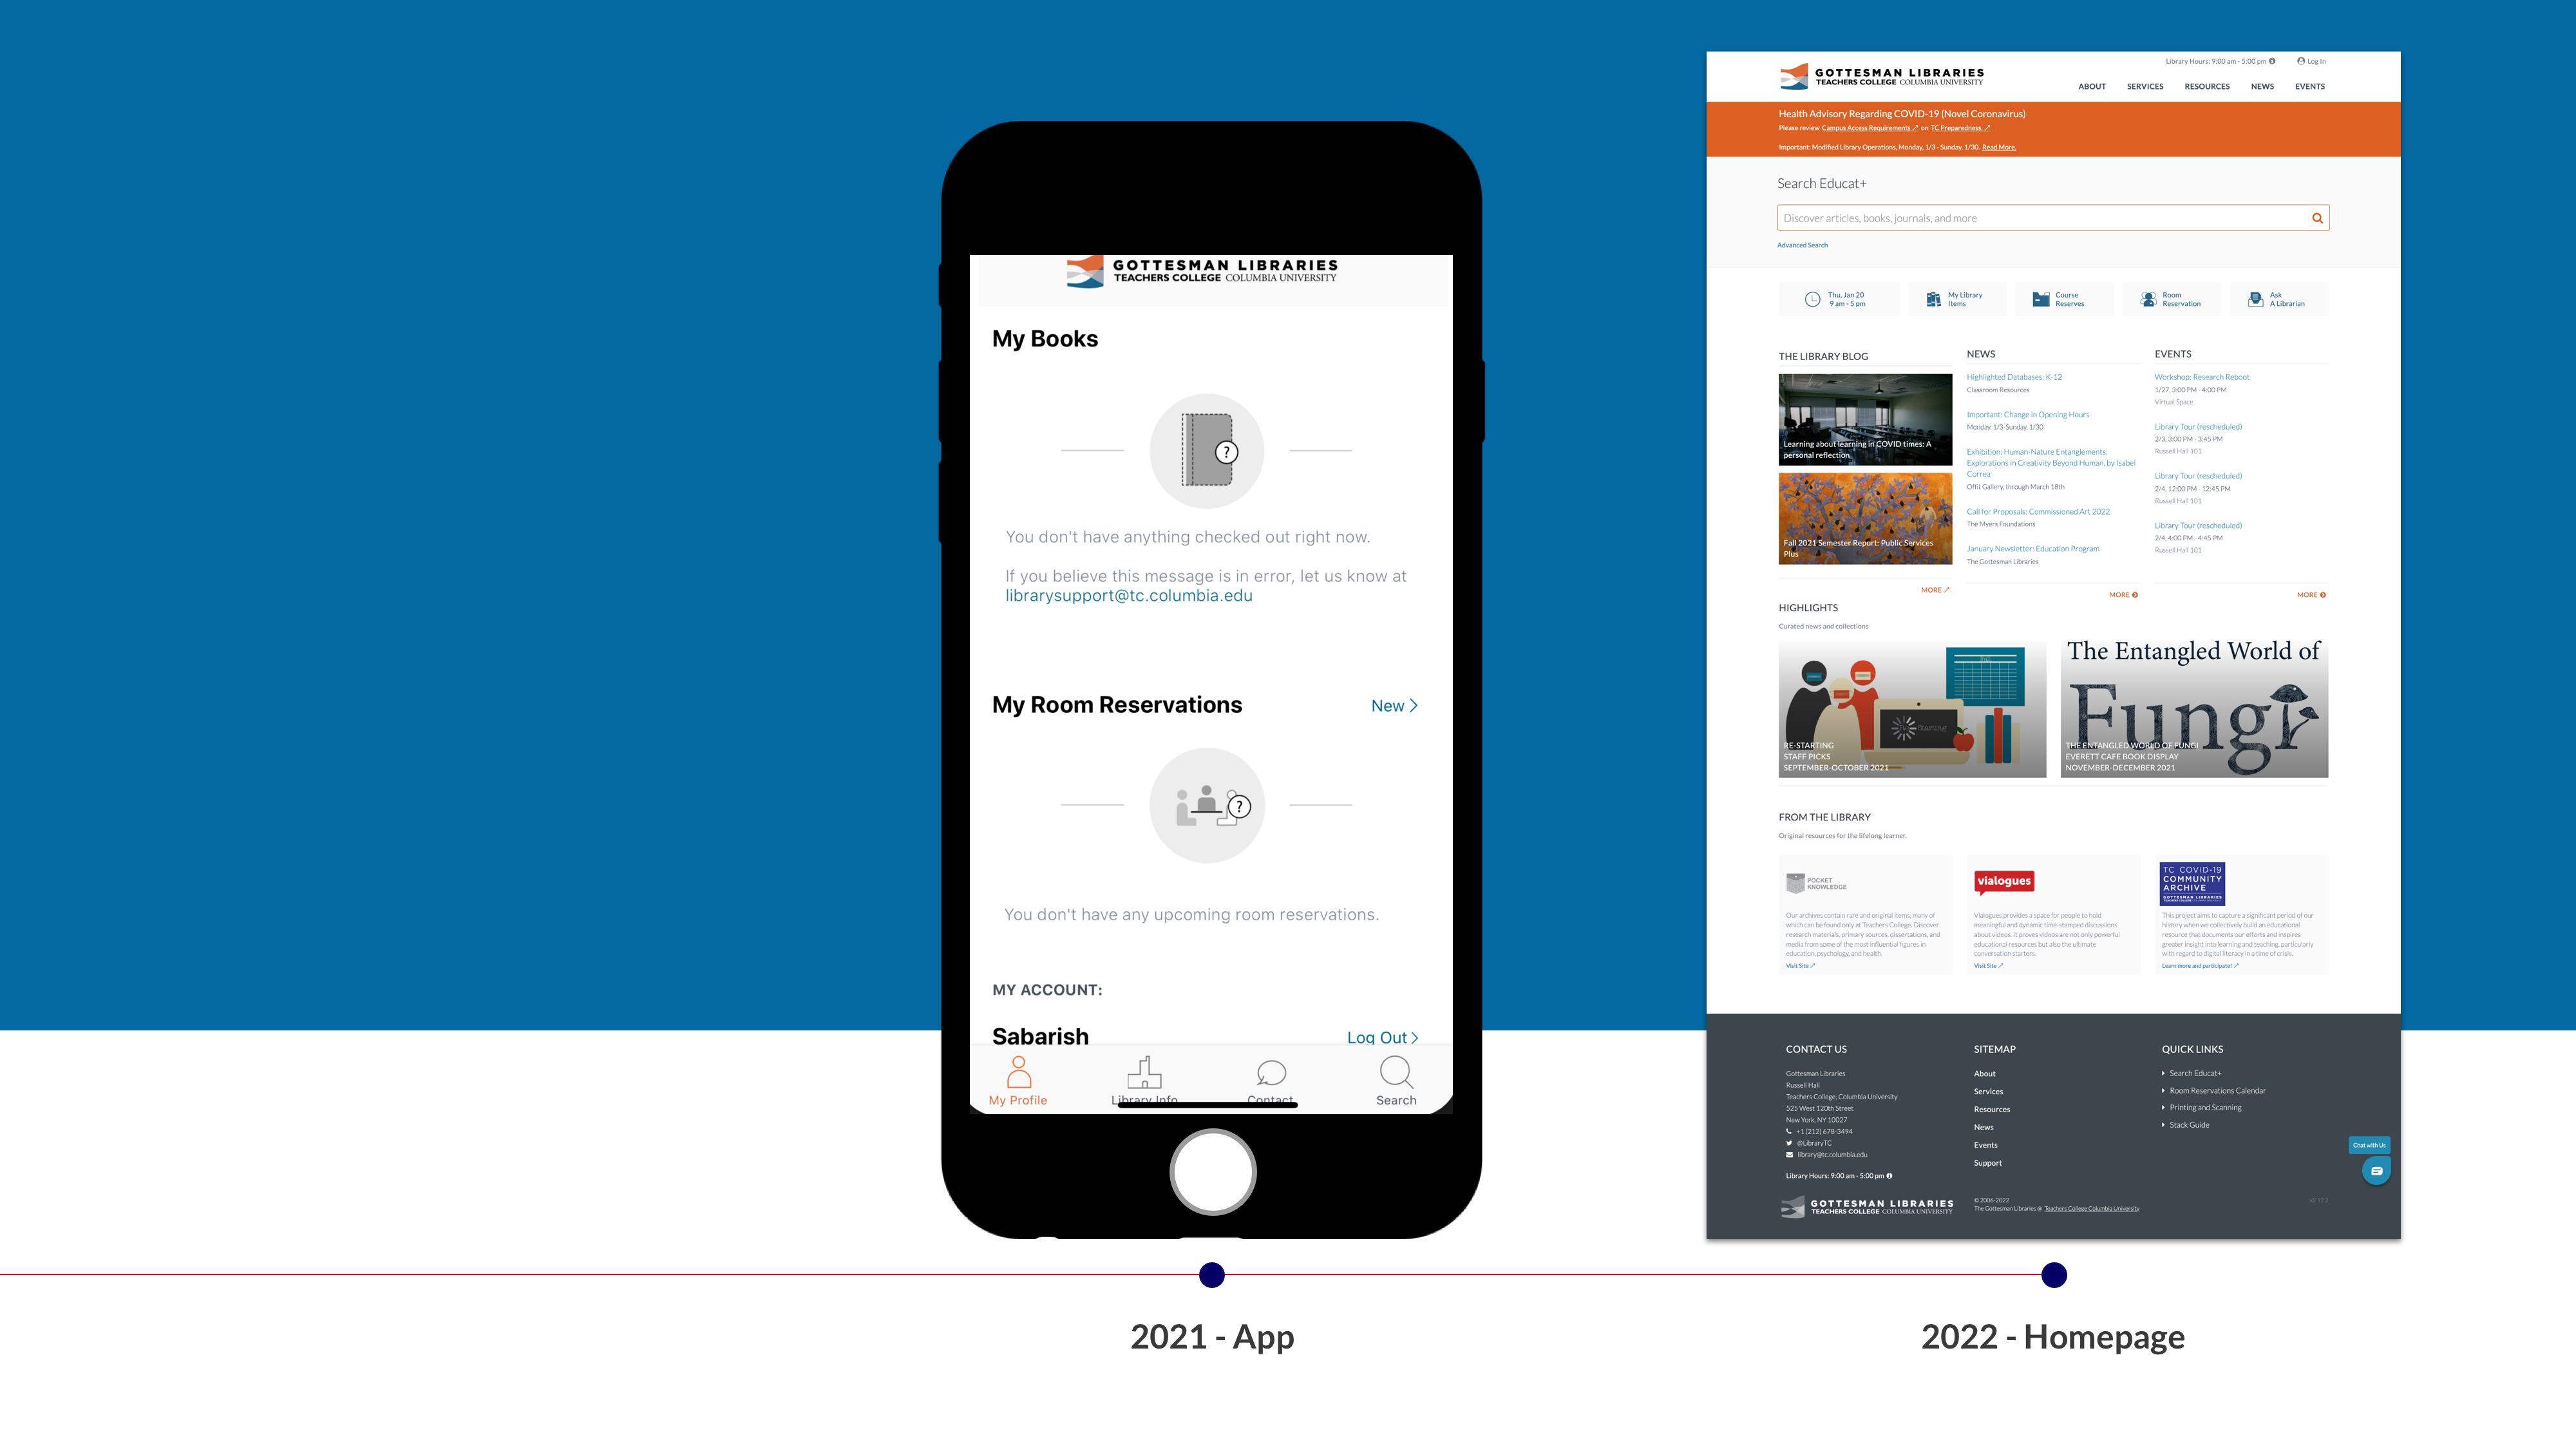 GOTTESMAN LIBRARIES
TEACHERS COLLEGE COLUMBIA UNIVERSITY
My Books
?
You don't have anything checked out right now.
If you believe this message is in error, let us know at
librarysupport@tc.columbia.edu
My Room Reservations
New >
?
You don't have any upcoming room reservations.
MY ACCOUNT:
Sabarish
Log Out >
My Profile
Library Info
Contact
Search
2021 - App
Library Hours: 9:00 am - 5:00 pm
Log In
GOTTESMAN LIBRARIES
TEACHERS COLLEGE COLUMBIA UNIVERSITY
ABOUT
SERVICES
RESOURCES
NEWS
EVENTS
Health Advisory Regarding COVID-19 (Novel Coronavirus)
Please review Campus Access Requirements on TC Preparedness.
Important: Modified Library Operations, Monday, 1/3 - Sunday, 1/30. Read More.
Search Educat+
Discover articles, books, journals, and more
Advanced Search
Thu, Jan 20
9 am - 5 pm
My Library
Items
Course
Reserves
Room
Reservation
Ask
A Librarian
THE LIBRARY BLOG
Learning about learning in COVID times: A
personal reflection
Fall 2021 Semester Report: Public Services
Plus
MORE
NEWS
Highlighted Databases: K-12
Classroom Resources
Important: Change in Opening Hours
Monday, 1/3-Sunday, 1/30
Exhibition: Human-Nature Entanglements:
Explorations in Creativity Beyond Human, by Isabel
Correa
Offit Gallery, through March 18th
Call for Proposals: Commissioned Art 2022
The Myers Foundations
January Newsletter: Education Program
The Gottesman Libraries
MORE
EVENTS
Workshop: Research Reboot
1/27, 3:00 PM - 4:00 PM
Virtual Space
Library Tour (rescheduled)
2/3, 3:00 PM - 3:45 PM
Russell Hall 101
Library Tour (rescheduled)
2/4, 12:00 PM - 12:45 PM
Russell Hall 101
Library Tour (rescheduled)
2/4, 4:00 PM - 4:45 PM
Russell Hall 101
MORE
HIGHLIGHTS
Curated news and collections
RE-STARTING
STAFF PICKS
SEPTEMBER-OCTOBER 2021
The Entangled World of
Fungi
THE ENTANGLED WORLD OF FUNGI
EVERETT CAFE BOOK DISPLAY
NOVEMBER-DECEMBER 2021
FROM THE LIBRARY
Original resources for the lifelong learner.
POCKET
KNOWLEDGE
Our archives contain rare and original items, many of
which can be found only at Teachers College. Discover
research materials, primary sources, dissertations, and
media from some of the most influential figures in
education, psychology, and health.
Visit Site
vialogues
Vialogues provides a space for people to hold
meaningful and dynamic time-stamped discussions
about videos. It proves videos are not only powerful
educational resources but also the ultimate
conversation starters.
Visit Site
TC COVID-19
COMMUNITY
ARCHIVE
GOTTESMAN LIBRARIES
This project aims to capture a significant period of our
history when we collectively build an educational
resource that documents our efforts and inspires
greater insight into learning and teaching, particularly
with regard to digital literacy in a time of crisis.
Learn more and participate!
CONTACT US
Gottesman Libraries
Russell Hall
Teachers College, Columbia University
525 West 120th Street
New York, NY 10027
+1 (212) 678-3494
@LibraryTC
library@tc.columbia.edu
Library Hours: 9:00 am - 5:00 pm
GOTTESMAN LIBRARIES
TEACHERS COLLEGE COLUMBIA UNIVERSITY
SITEMAP
About
Services
Resources
News
Events
Support
© 2006-2022
The Gottesman Libraries @ Teachers College Columbia University
QUICK LINKS
Search Educat+
Room Reservations Calendar
Printing and Scanning
Stack Guide
Chat with Us
v1.12.2
2022 - Homepage